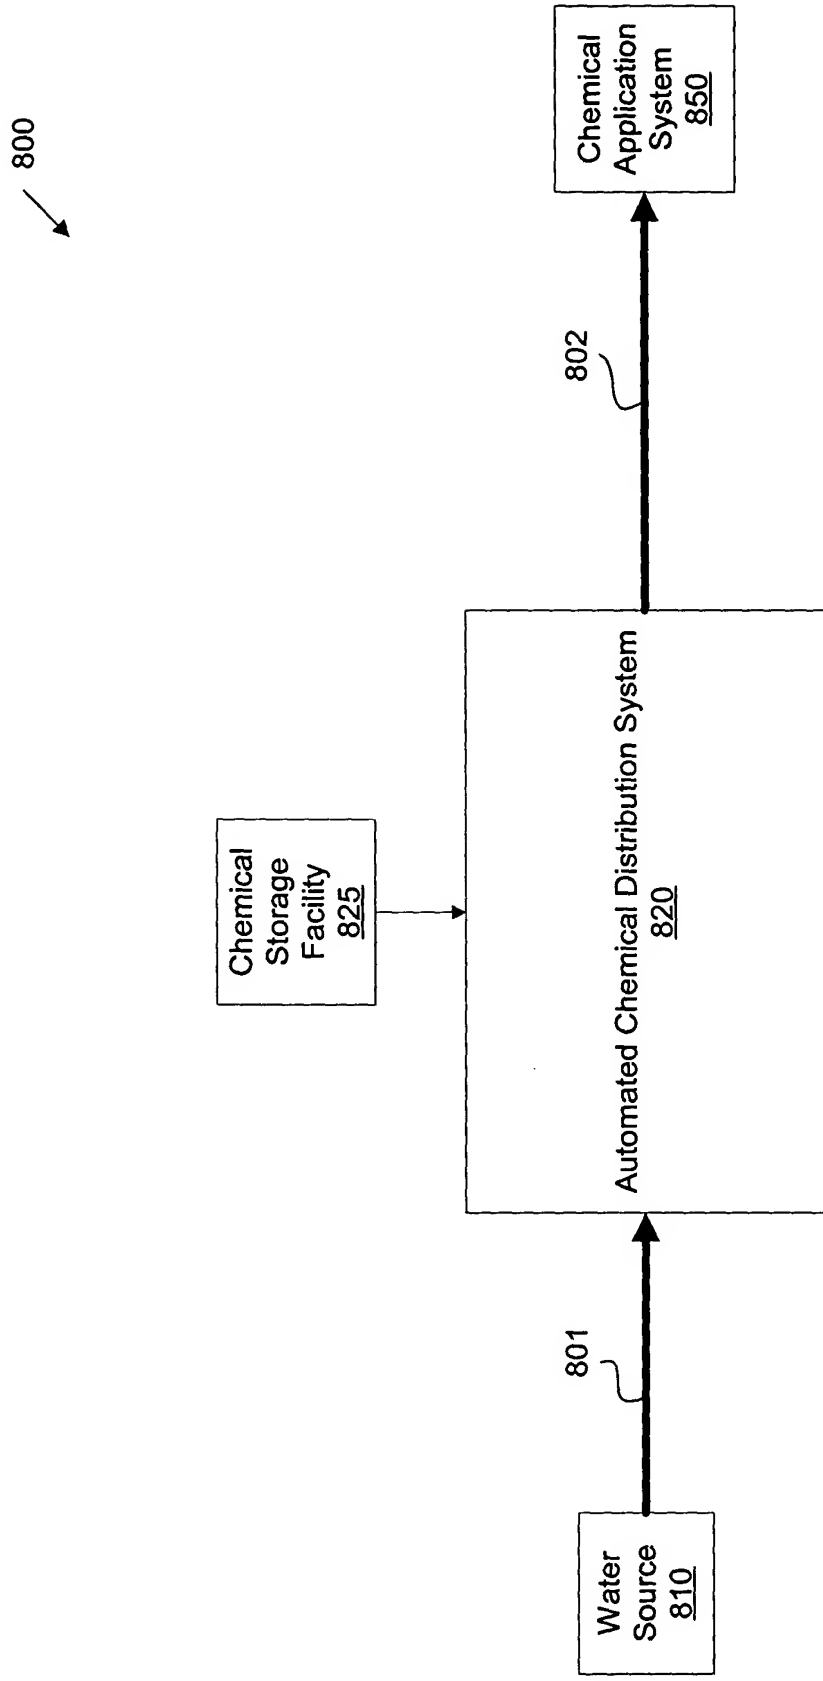 800
Chemical
Storage
Facility
825
Water
Source
810
801
Automated Chemical Distribution System
820
802
Chemical
Application
System
850